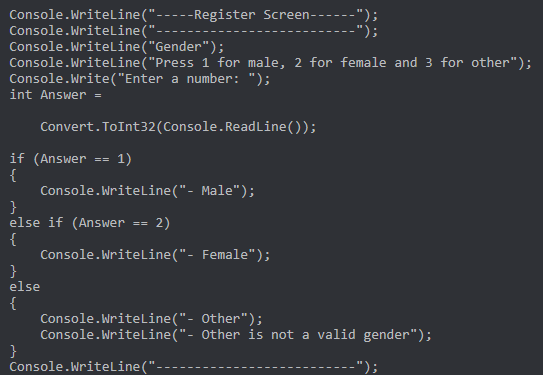 Console.WriteLine("-----Register Screen------");
Console.WriteLine("--------------------------");
Console.WriteLine("Gender");
Console.WriteLine("Press 1 for male, 2 for female and 3 for other");
Console.Write("Enter a number: ");
int Answer =
Convert.ToInt32(Console.ReadLine());
if (Answer == 1)
{
Console.WriteLine("- Male");
}
else if (Answer == 2)
{
Console.WriteLine("- Female");
}
else
{
Console.WriteLine("- Other");
Console.WriteLine("- Other is not a valid gender");
}
Console.WriteLine("--------------------------");